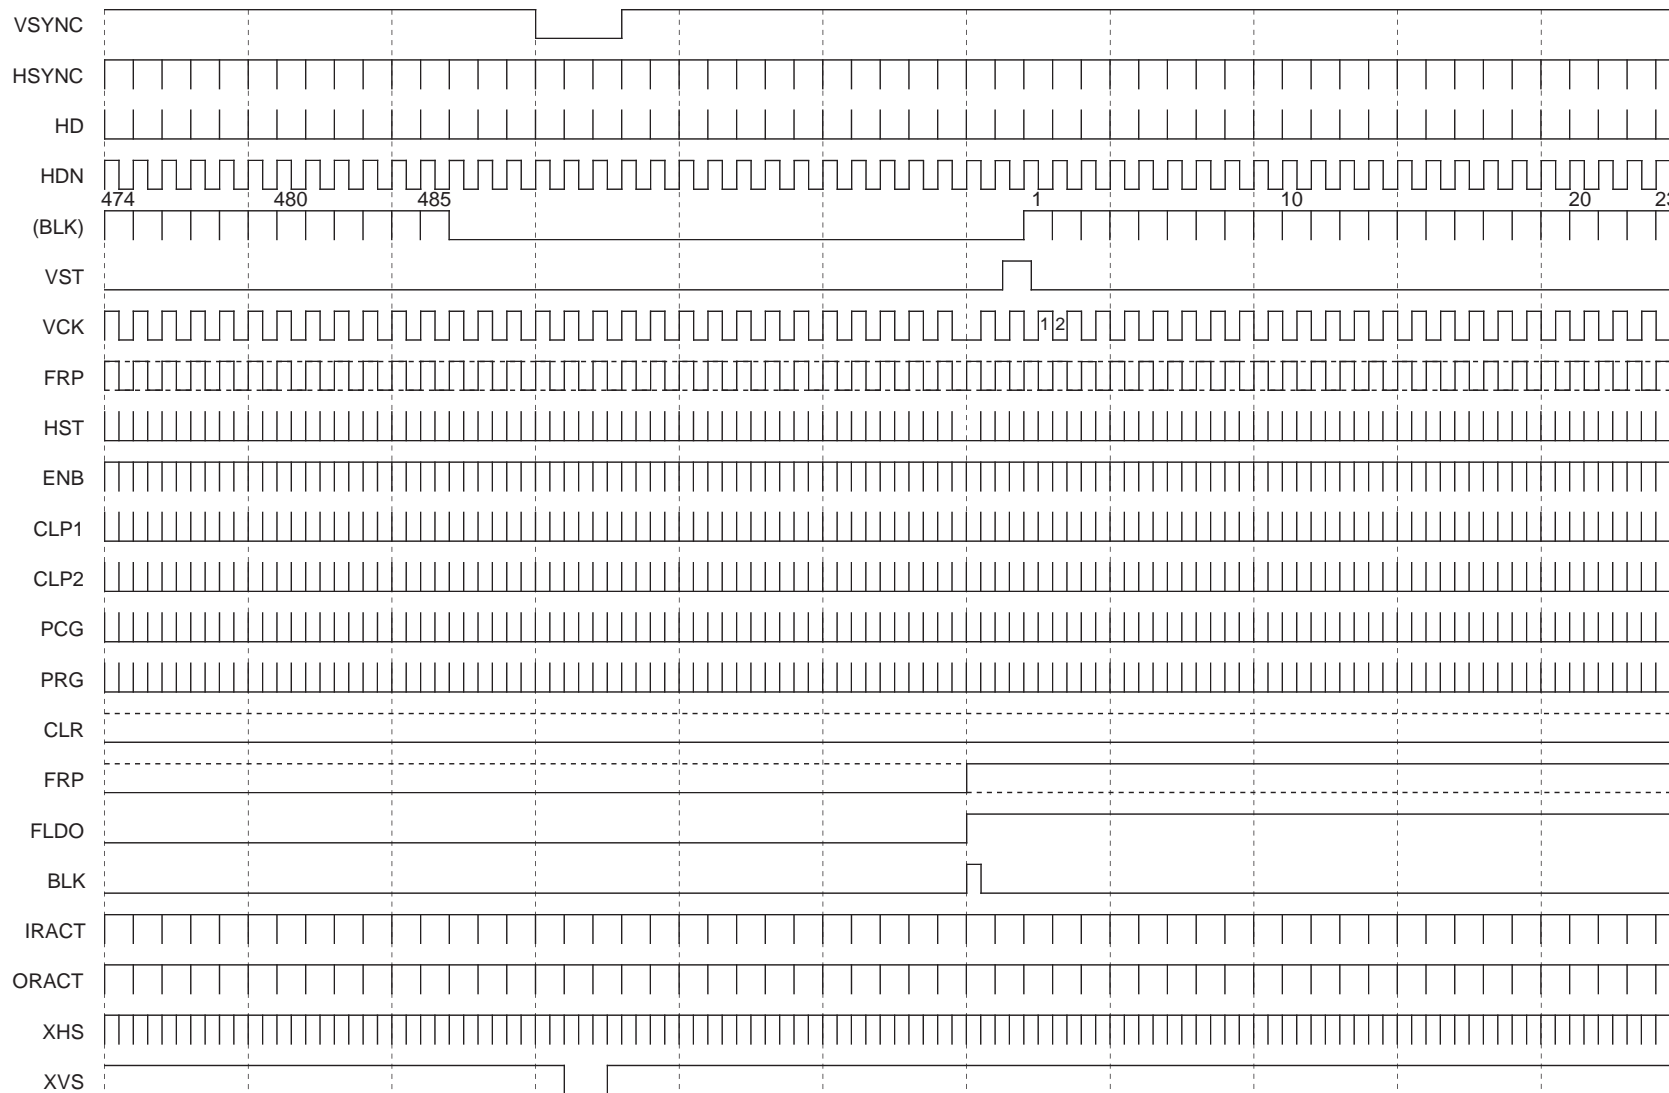 VSYNC
HSYNC
HD
HDN
474 480 485 1 10 20 23
(BLK)
VST
VCK
1 2
FRP
HST
ENB
CLP1
CLP2
PCG
PRG
CLR
FRP
FLDO
BLK
IRACT
ORACT
XHS
XVS